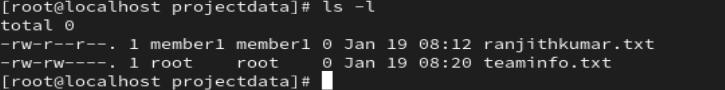 [root@localhost projectdata]# ls -l
total 0
-rw-r--r--. 1 member1 member1 0 Jan 19 08:12 ranjithkumar.txt
-rw-rw----. 1 root    root    0 Jan 19 08:20 teaminfo.txt
[root@localhost projectdata]#